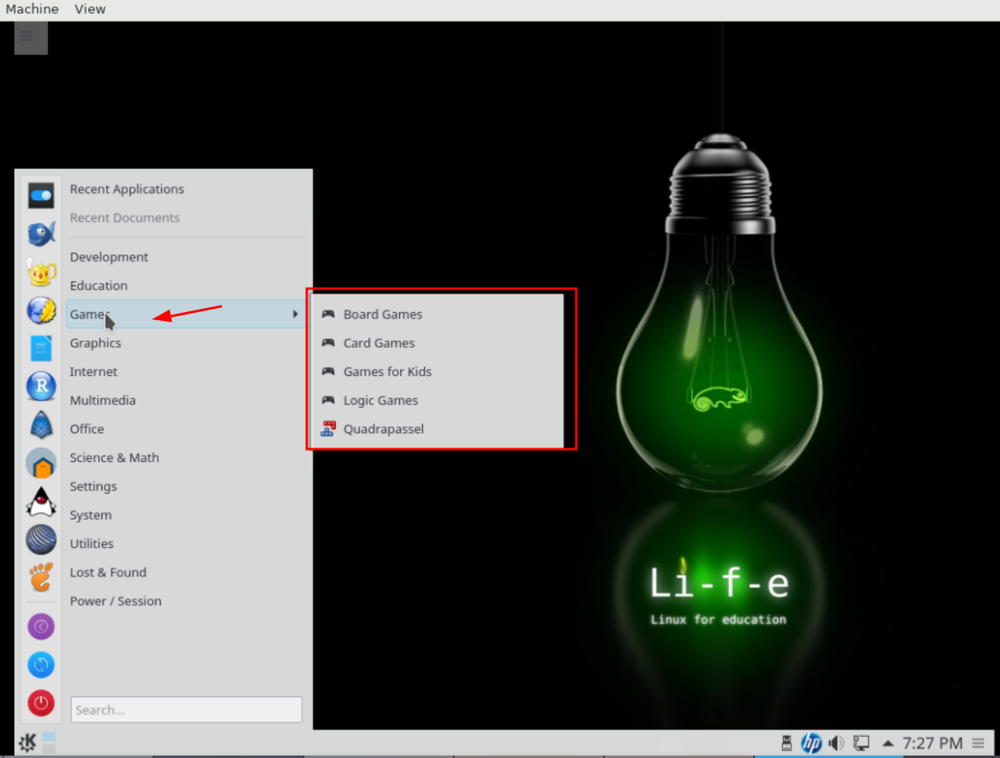 Machine View
Recent Applications
Recent Documents
Development
Education
Games
Graphics
Internet
Multimedia
Office
Science & Math
Settings
System
Utilities
Lost & Found
Power / Session
Search...
Board Games
Card Games
Games for Kids
Logic Games
Quadrapassel
R
Li-f-e
Linux for education
hp
7:27 PM